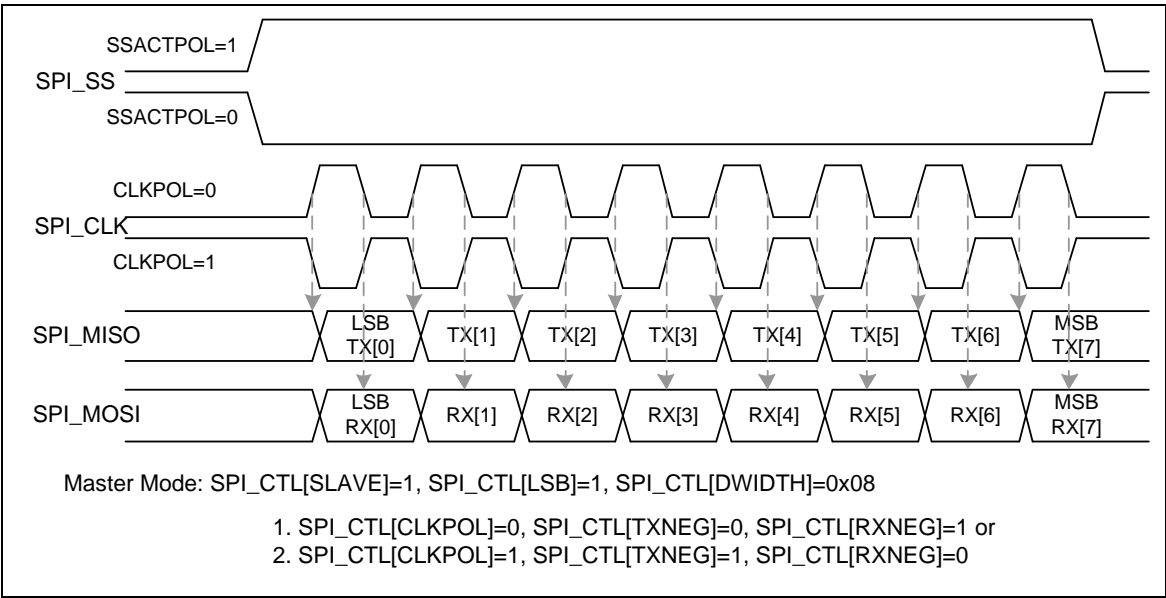 SSACTPOL=1
SPI_SS
SSACTPOL=0
CLKPOL=0
SPI_CLK
CLKPOL=1
SPI_MISO
LSB
TX[0]
TX[1]
TX[2]
TX[3]
TX[4]
TX[5]
TX[6]
MSB
TX[7]
SPI_MOSI
LSB
RX[0]
RX[1]
RX[2]
RX[3]
RX[4]
RX[5]
RX[6]
MSB
RX[7]
Master Mode: SPI_CTL[SLAVE]=1, SPI_CTL[LSB]=1, SPI_CTL[DWIDTH]=0x08
1. SPI_CTL[CLKPOL]=0, SPI_CTL[TXNEG]=0, SPI_CTL[RXNEG]=1 or
2. SPI_CTL[CLKPOL]=1, SPI_CTL[TXNEG]=1, SPI_CTL[RXNEG]=0